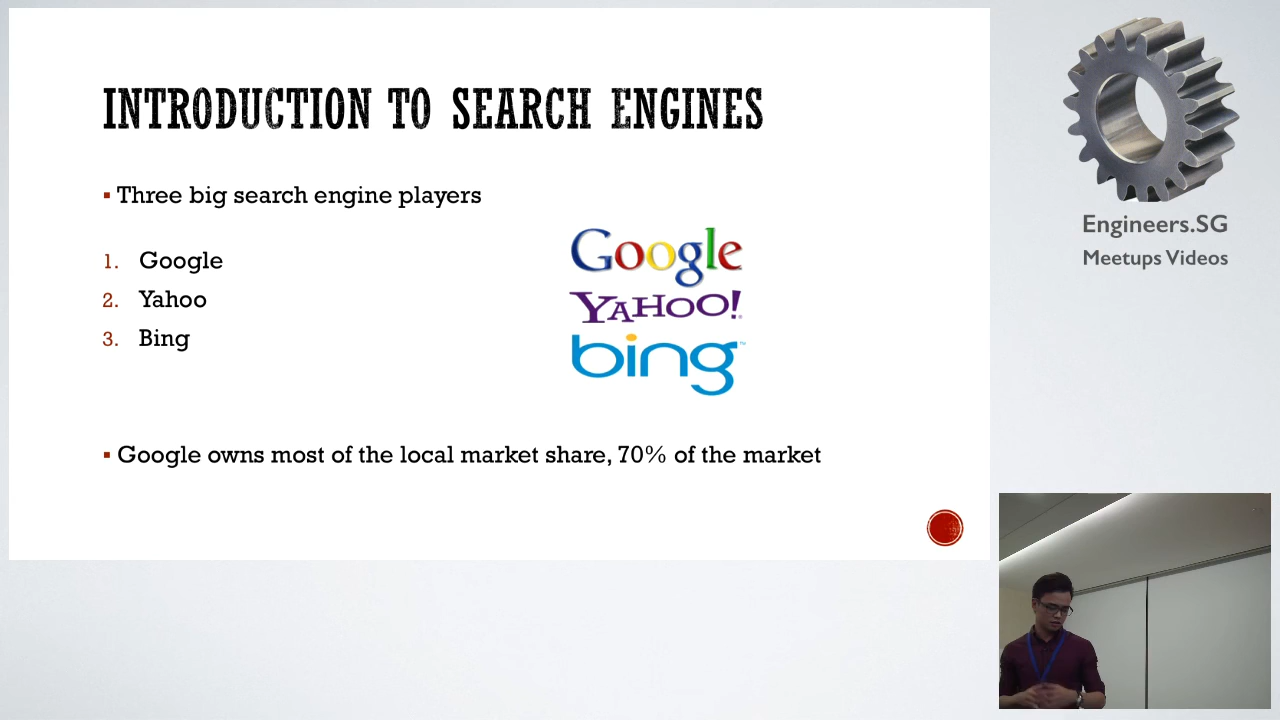 INTRODUCTION TO SEARCH ENGINES
▪ Three big search engine players
1. Google
2. Yahoo
3. Bing
Google
YAHOO!
bing
▪ Google owns most of the local market share, 70% of the market
Engineers.SG
Meetups Videos